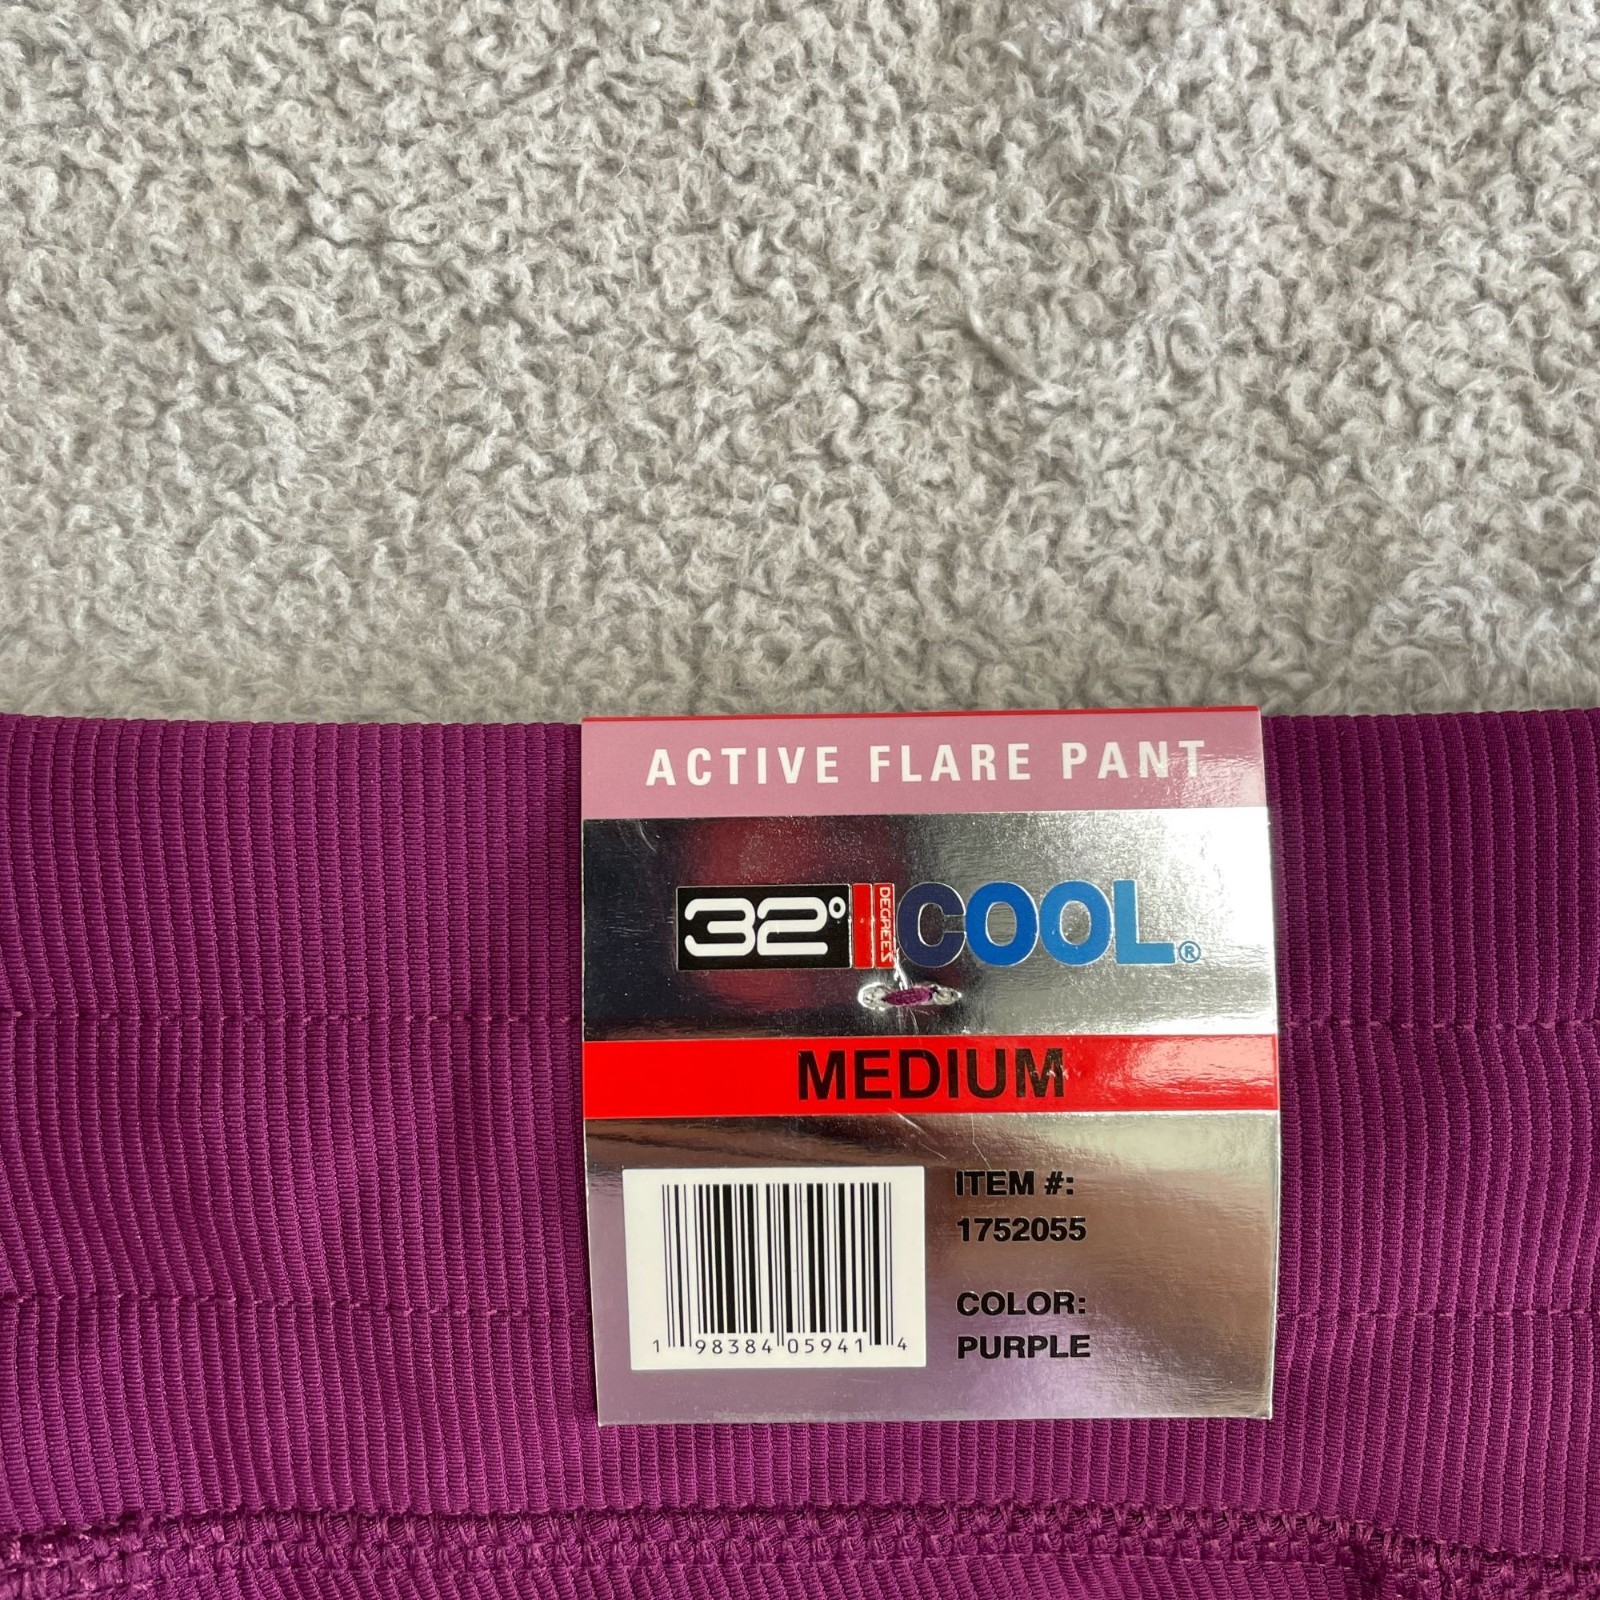 ACTIVE FLARE PANT
32° DEGREES COOL®
MEDIUM
ITEM #:
1752055
COLOR:
PURPLE
1 98384 05941 4